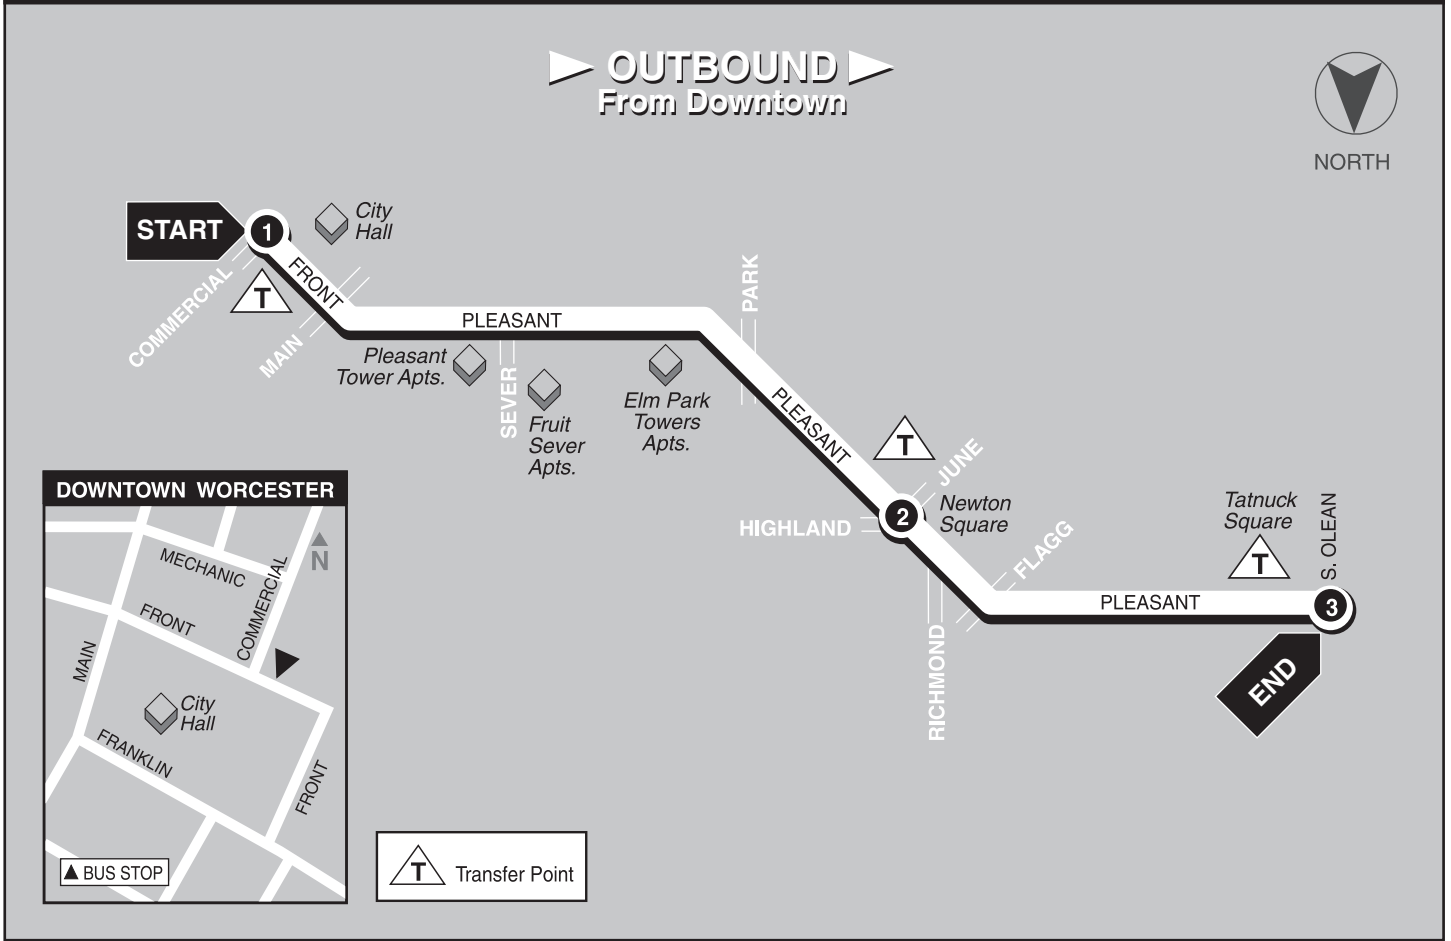 OUTBOUND
From Downtown
NORTH
START
1
City
Hall
COMMERCIAL
T
FRONT
MAIN
PLEASANT
Pleasant
Tower Apts.
SEVER
Fruit
Sever
Apts.
Elm Park
Towers
Apts.
PARK
PLEASANT
T
JUNE
HIGHLAND
2
Newton
Square
RICHMOND
FLAGG
PLEASANT
Tatnuck
Square
T
S. OLEAN
3
END
DOWNTOWN WORCESTER
N
MECHANIC
COMMERCIAL
FRONT
MAIN
City
Hall
FRANKLIN
FRONT
BUS STOP
T Transfer Point